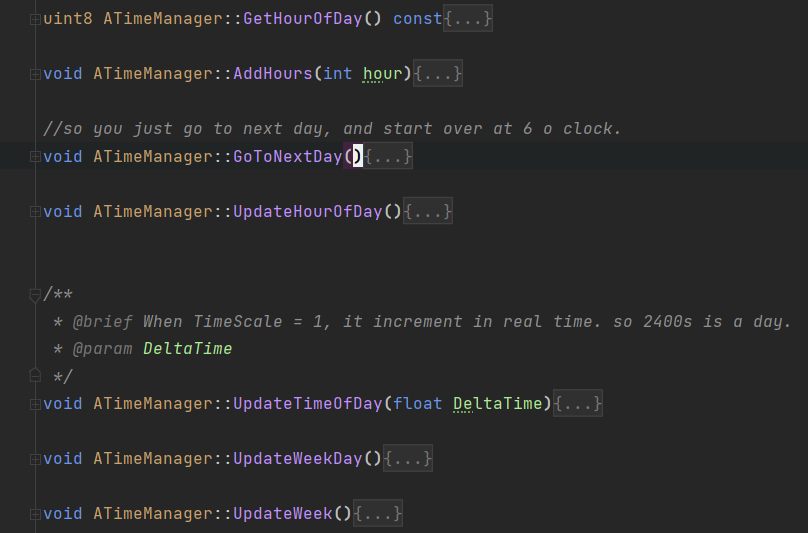 uint8 ATimeManager::GetHourOfDay() const{...}
void ATimeManager::AddHours(int hour){...}
//so you just go to next day, and start over at 6 o clock.
void ATimeManager::GoToNextDay(){...}
void ATimeManager::UpdateHourOfDay(){...}
/**
* @brief When TimeScale = 1, it increment in real time. so 2400s is a day.
* @param DeltaTime
*/
void ATimeManager::UpdateTimeOfDay(float DeltaTime){...}
void ATimeManager::UpdateWeekDay(){...}
void ATimeManager::UpdateWeek(){...}